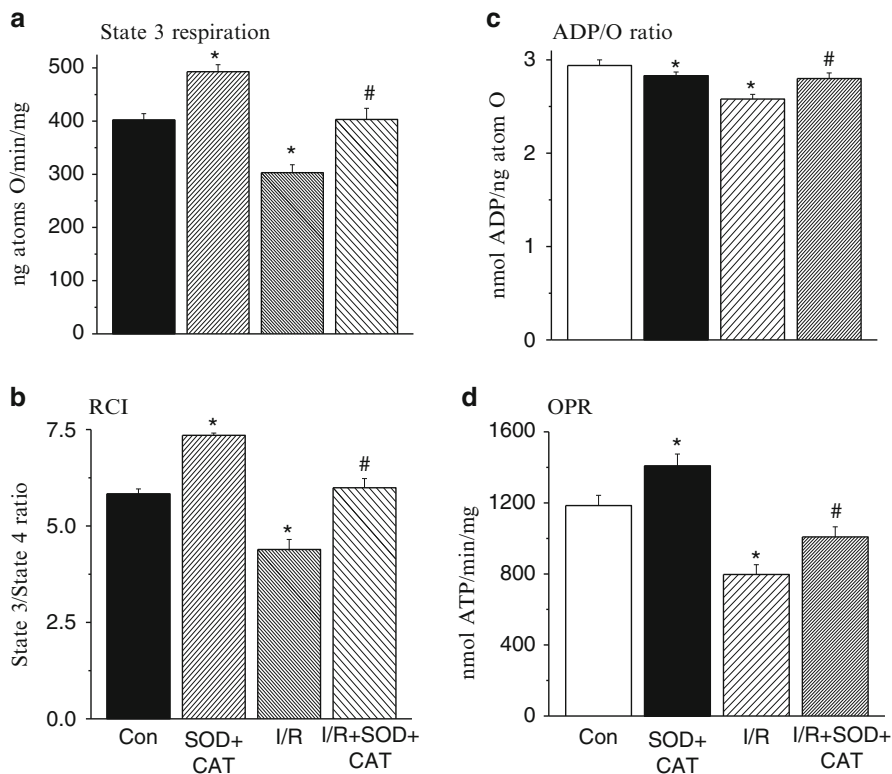 a
State 3 respiration
ng atoms O/min/mg
500
400
300
200
100
0
*
*
#
b
RCI
State 3/State 4 ratio
7.5
5.0
2.5
0.0
*
*
#
Con
SOD+
CAT
I/R
I/R+SOD+
CAT
c
ADP/O ratio
nmol ADP/ng atom O
3
2
1
0
*
*
#
d
OPR
nmol ATP/min/mg
1600
1200
800
400
0
*
*
#
Con
SOD+
CAT
I/R
I/R+SOD+
CAT